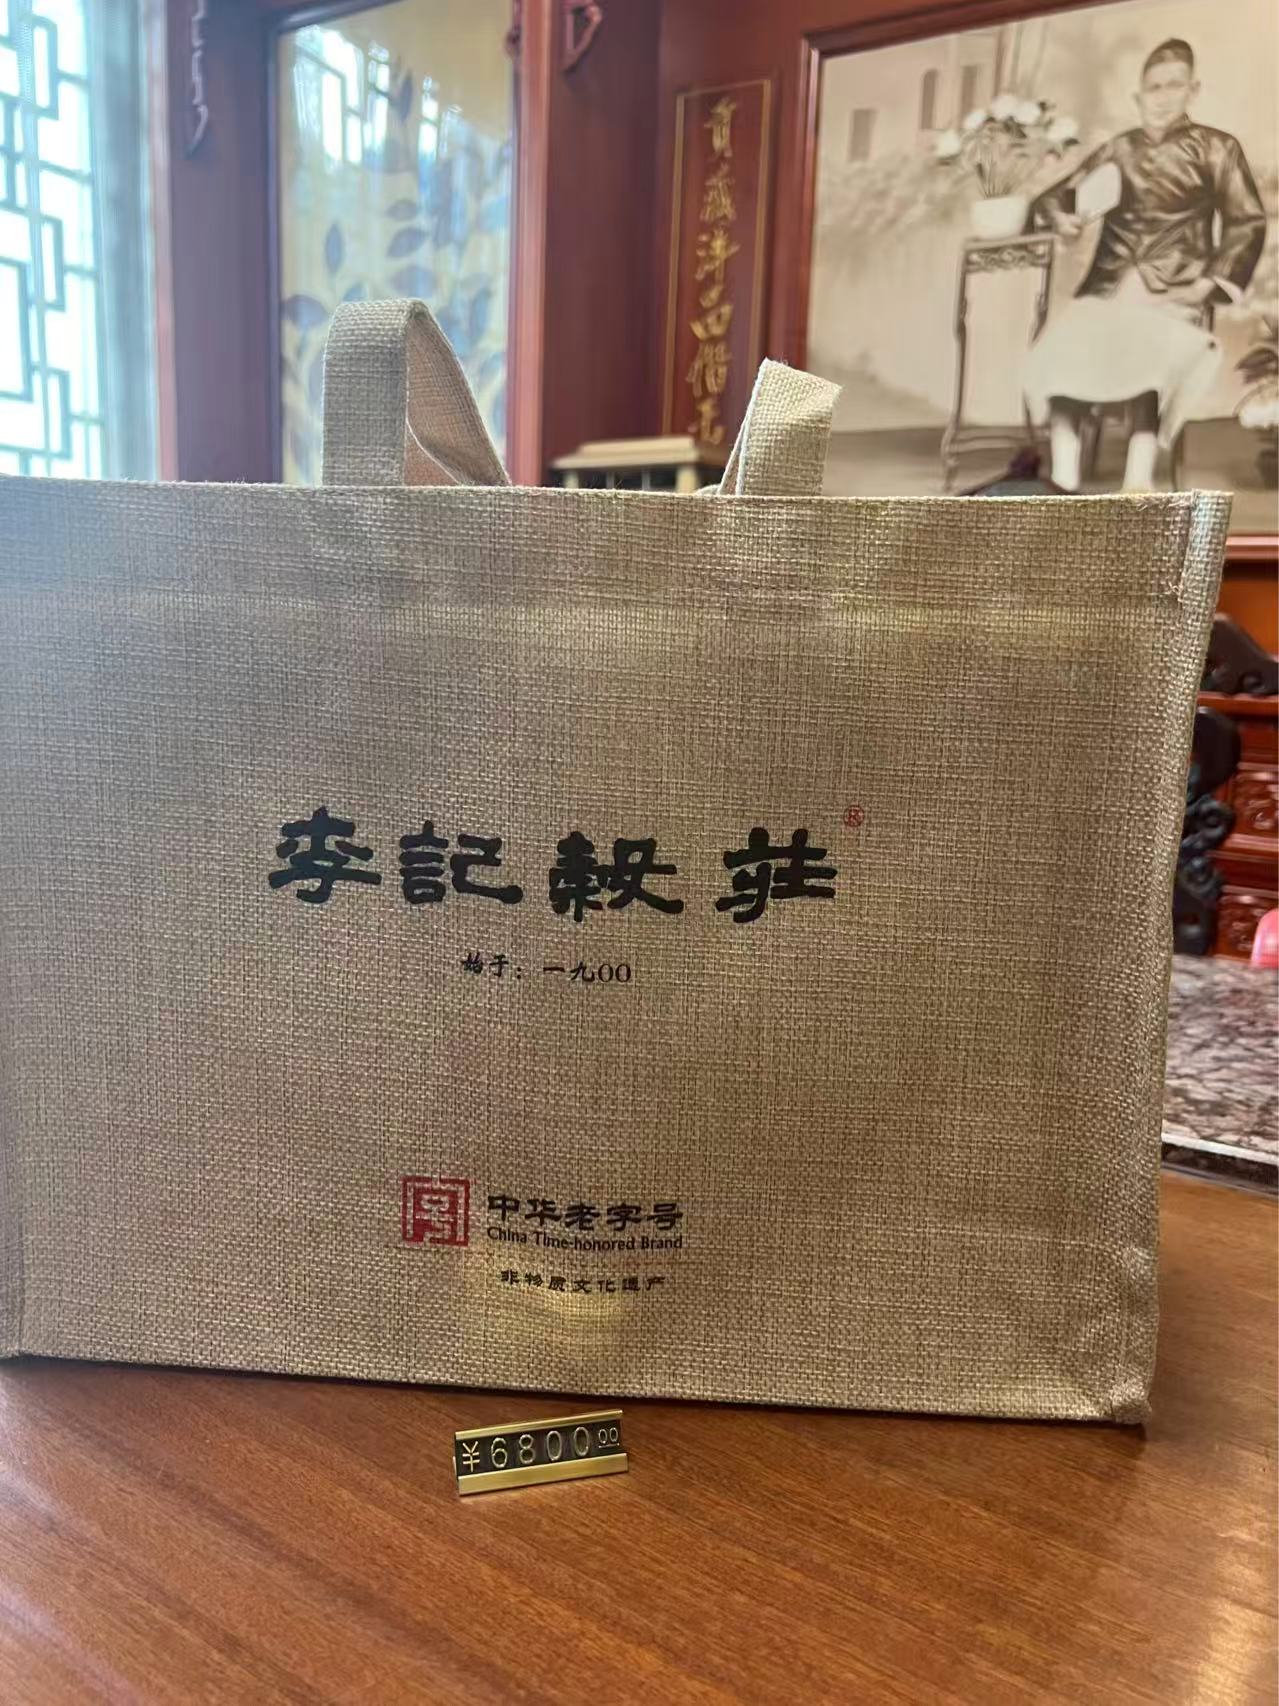 李記穀莊®
始于：一九00
中华老字号
China Time-honored Brand
非物质文化遗产
¥6800 00